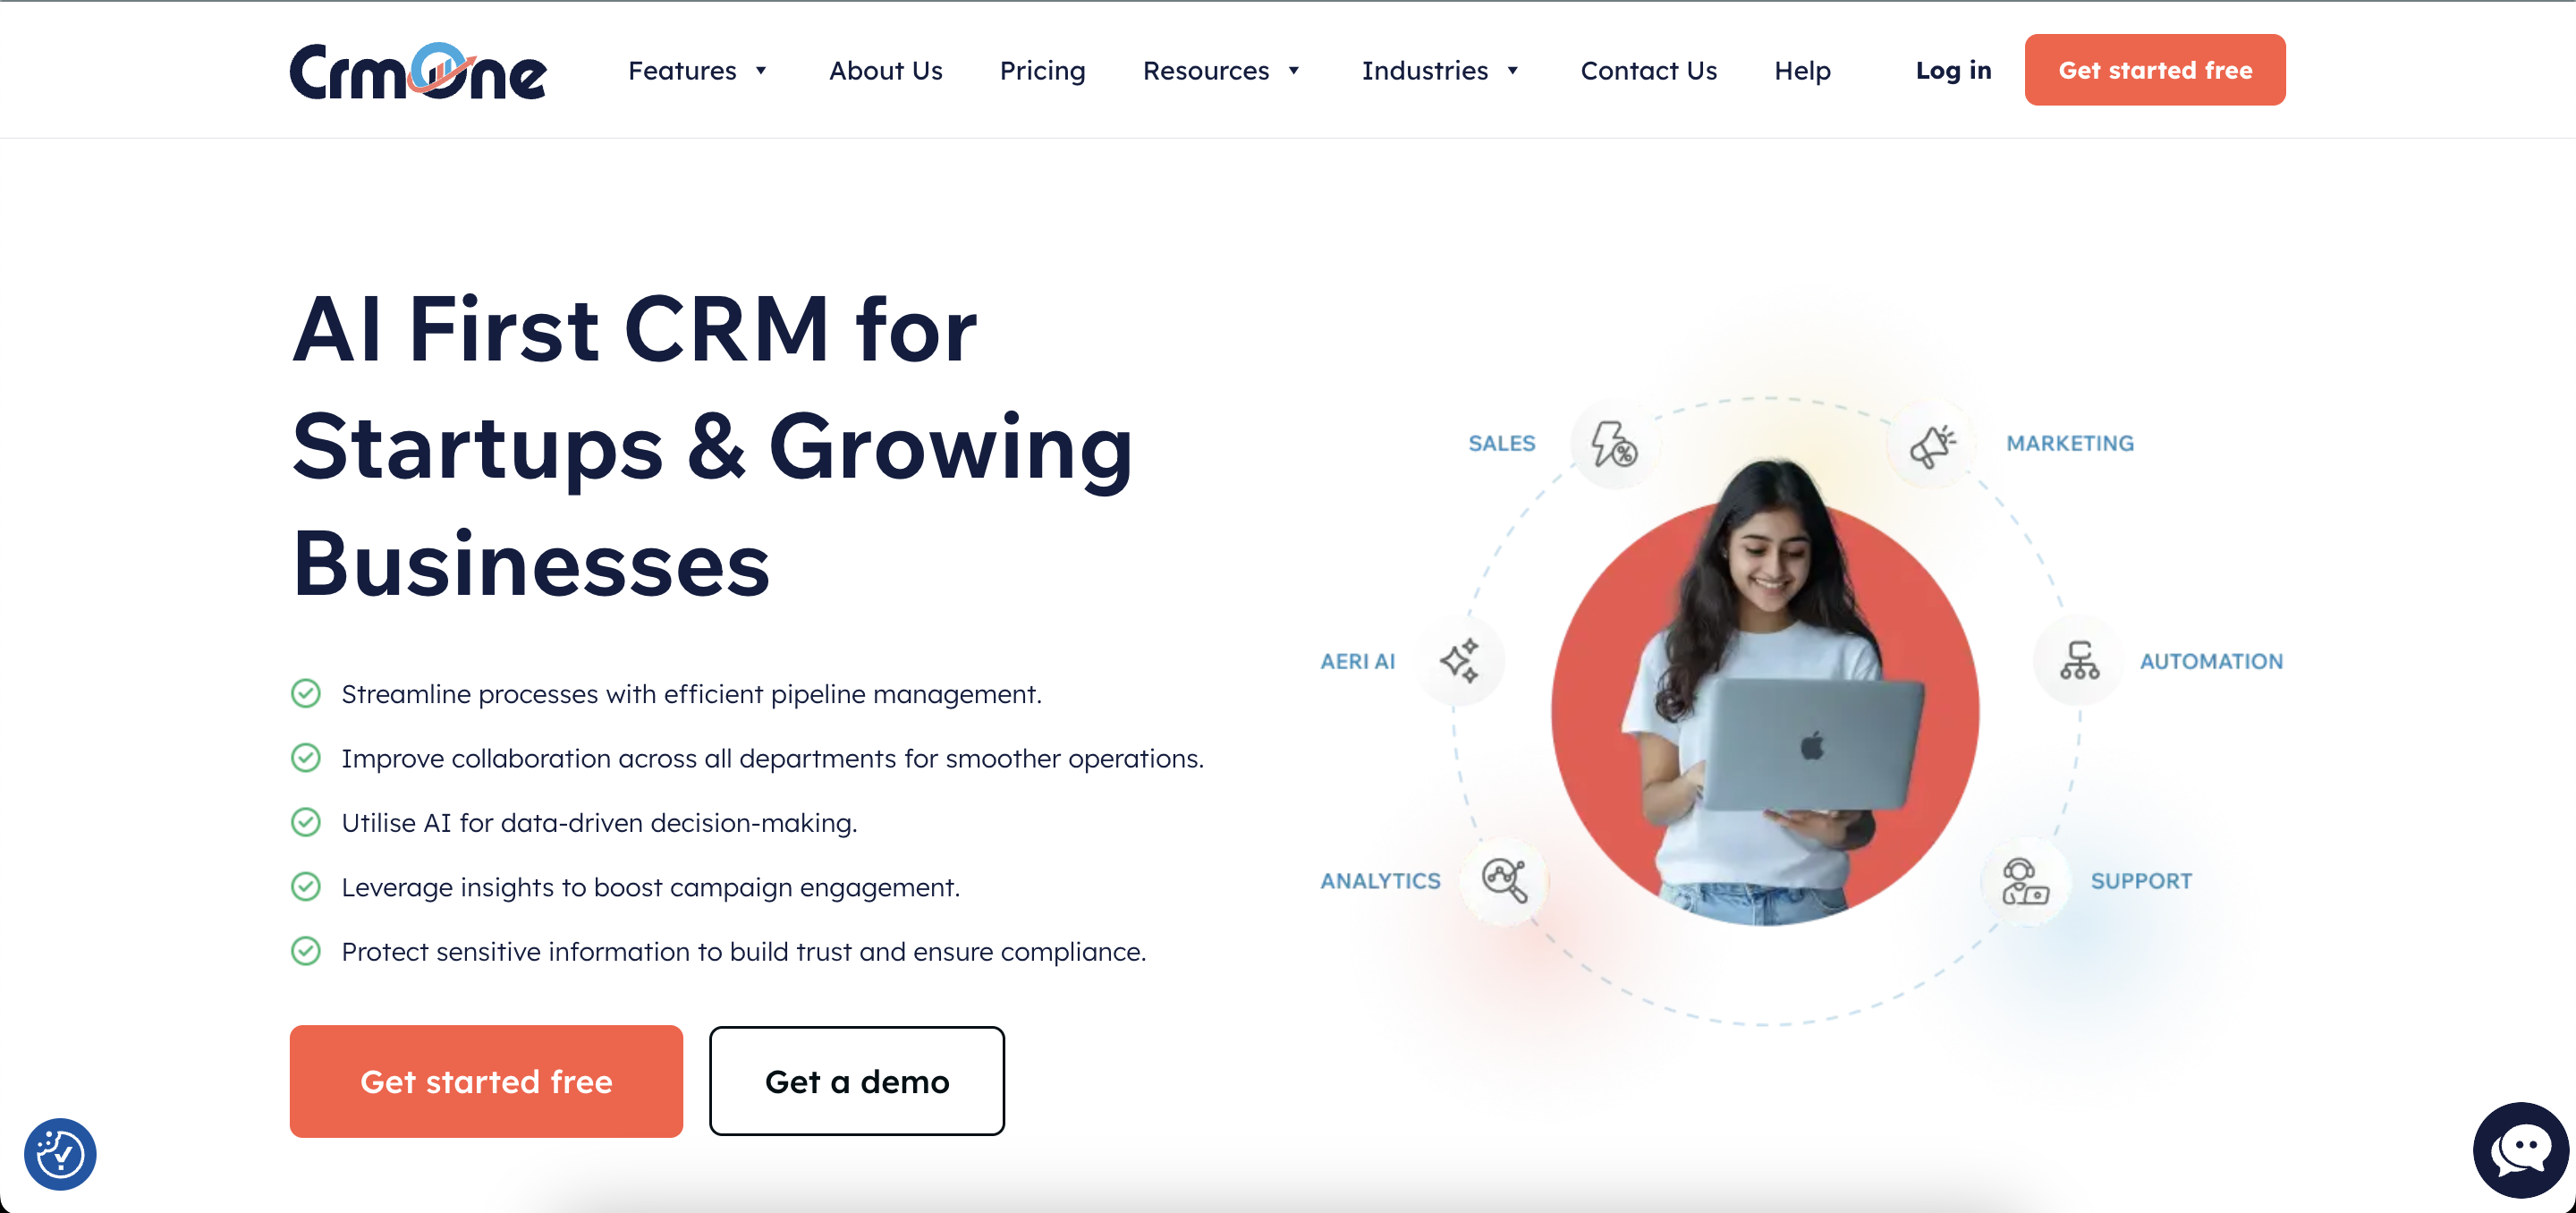 CrmOne
Features
About Us
Pricing
Resources
Industries
Contact Us
Help
Log in
Get started free
AI First CRM for
Startups & Growing
Businesses
Streamline processes with efficient pipeline management.
Improve collaboration across all departments for smoother operations.
Utilise AI for data-driven decision-making.
Leverage insights to boost campaign engagement.
Protect sensitive information to build trust and ensure compliance.
Get started free
Get a demo
SALES
MARKETING
AERI AI
AUTOMATION
ANALYTICS
SUPPORT